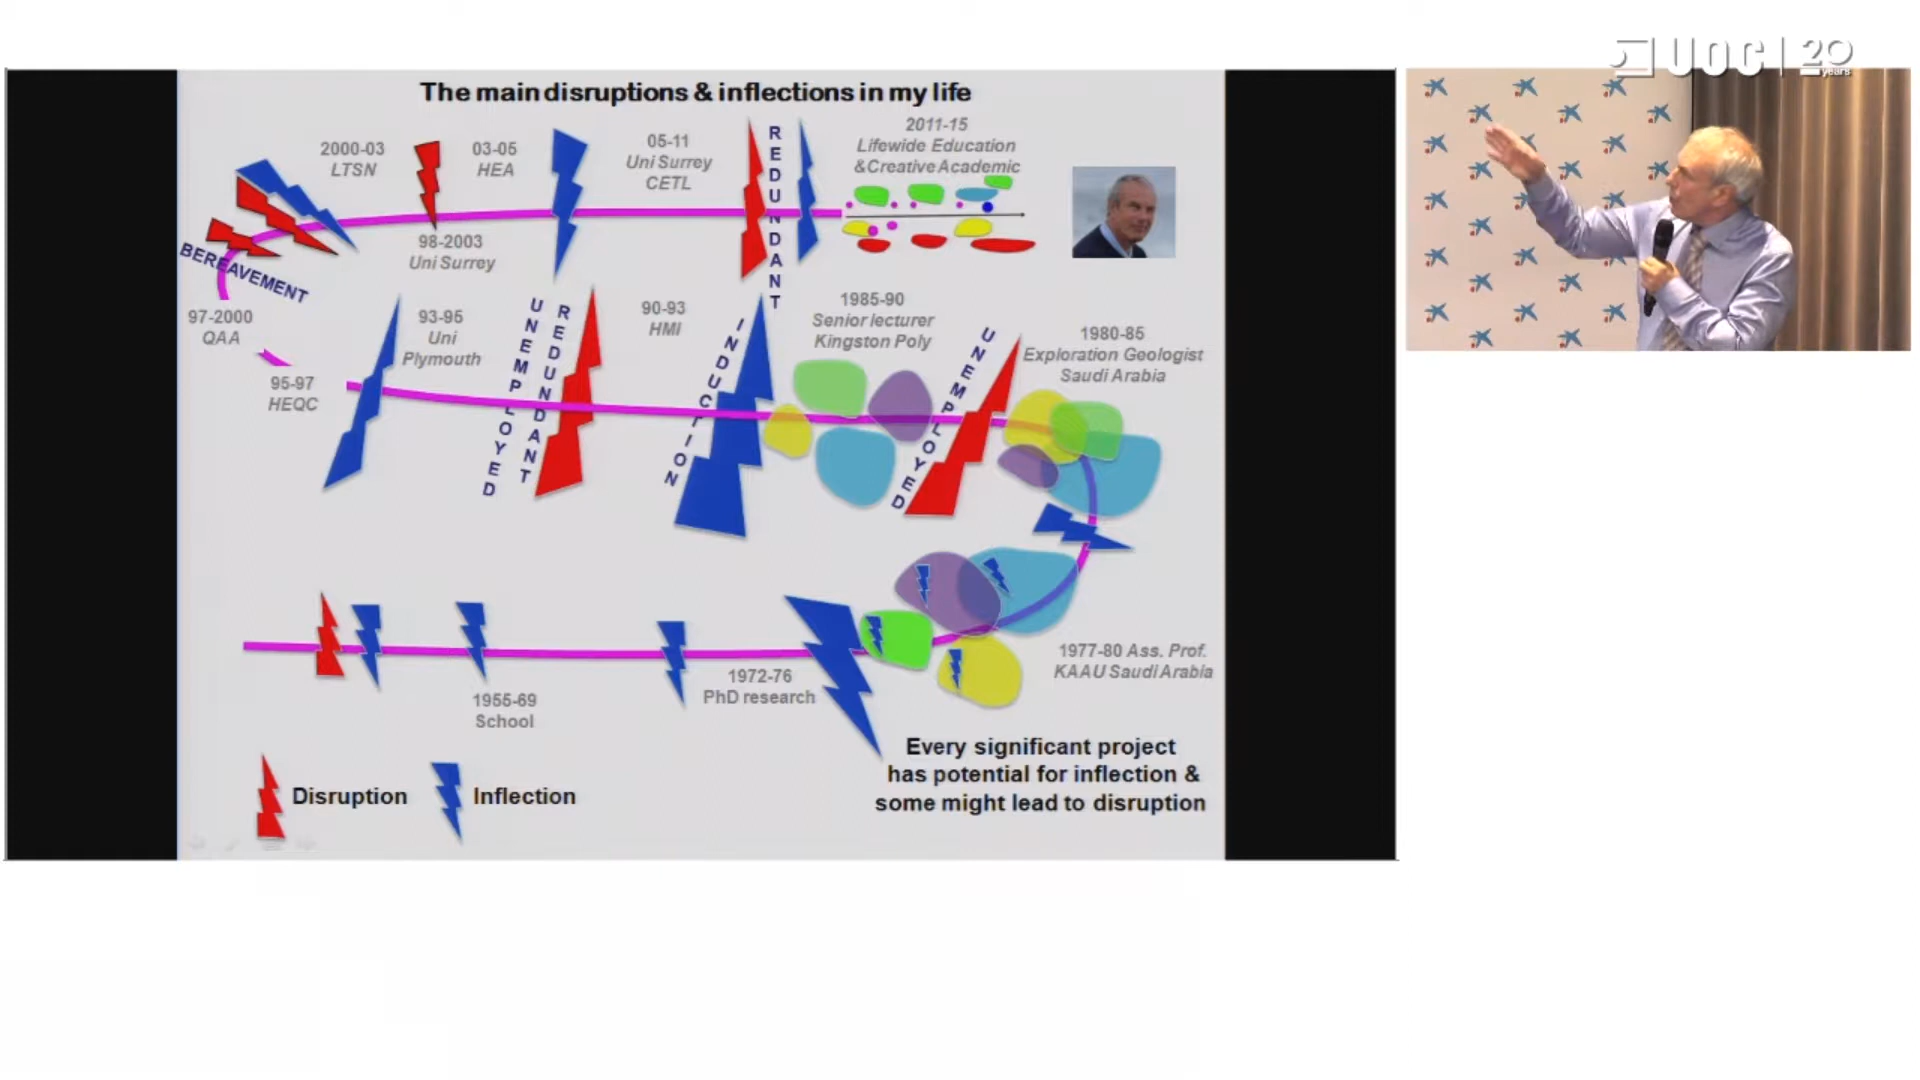 UOC 20
years
The main disruptions & inflections in my life
2000-03
LTSN
03-05
HEA
05-11
Uni Surrey
CETL
REDUNDANT
2011-15
Lifewide Education
&Creative Academic
BEREAVEMENT
98-2003
Uni Surrey
97-2000
QAA
95-97
HEQC
93-95
Uni
Plymouth
UNEMPLOYED
REDUNDANT
90-93
HMI
INDUCTION
1985-90
Senior lecturer
Kingston Poly
UNEMPLOYED
1980-85
Exploration Geologist
Saudi Arabia
1955-69
School
1972-76
PhD research
1977-80 Ass. Prof.
KAAU Saudi Arabia
Disruption
Inflection
Every significant project
has potential for inflection &
some might lead to disruption